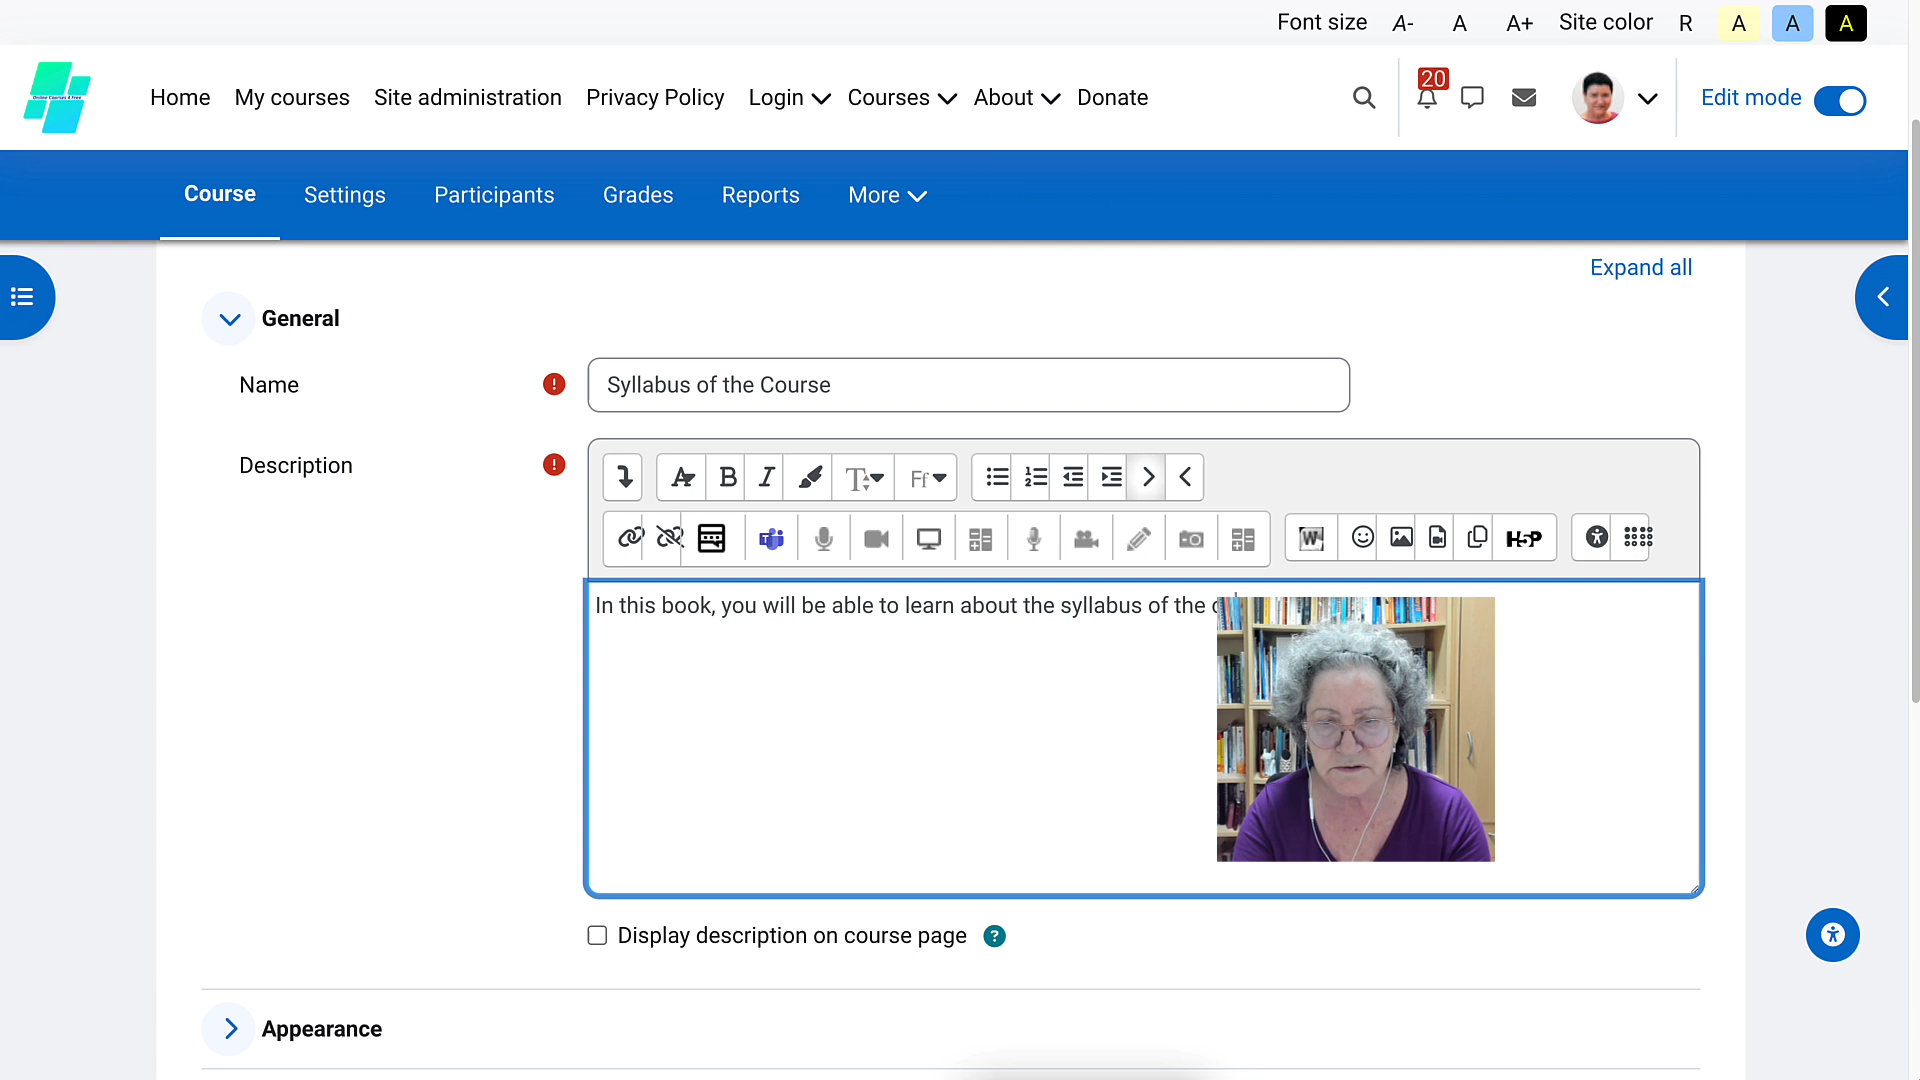 Font size A- A A+ Site color R A A A
Home My courses Site administration Privacy Policy Login Courses About Donate 20 Edit mode
Course Settings Participants Grades Reports More
Expand all
General
Name Syllabus of the Course
Description
B I T Ff
W H5P
In this book, you will be able to learn about the syllabus of the
Display description on course page ?
Appearance